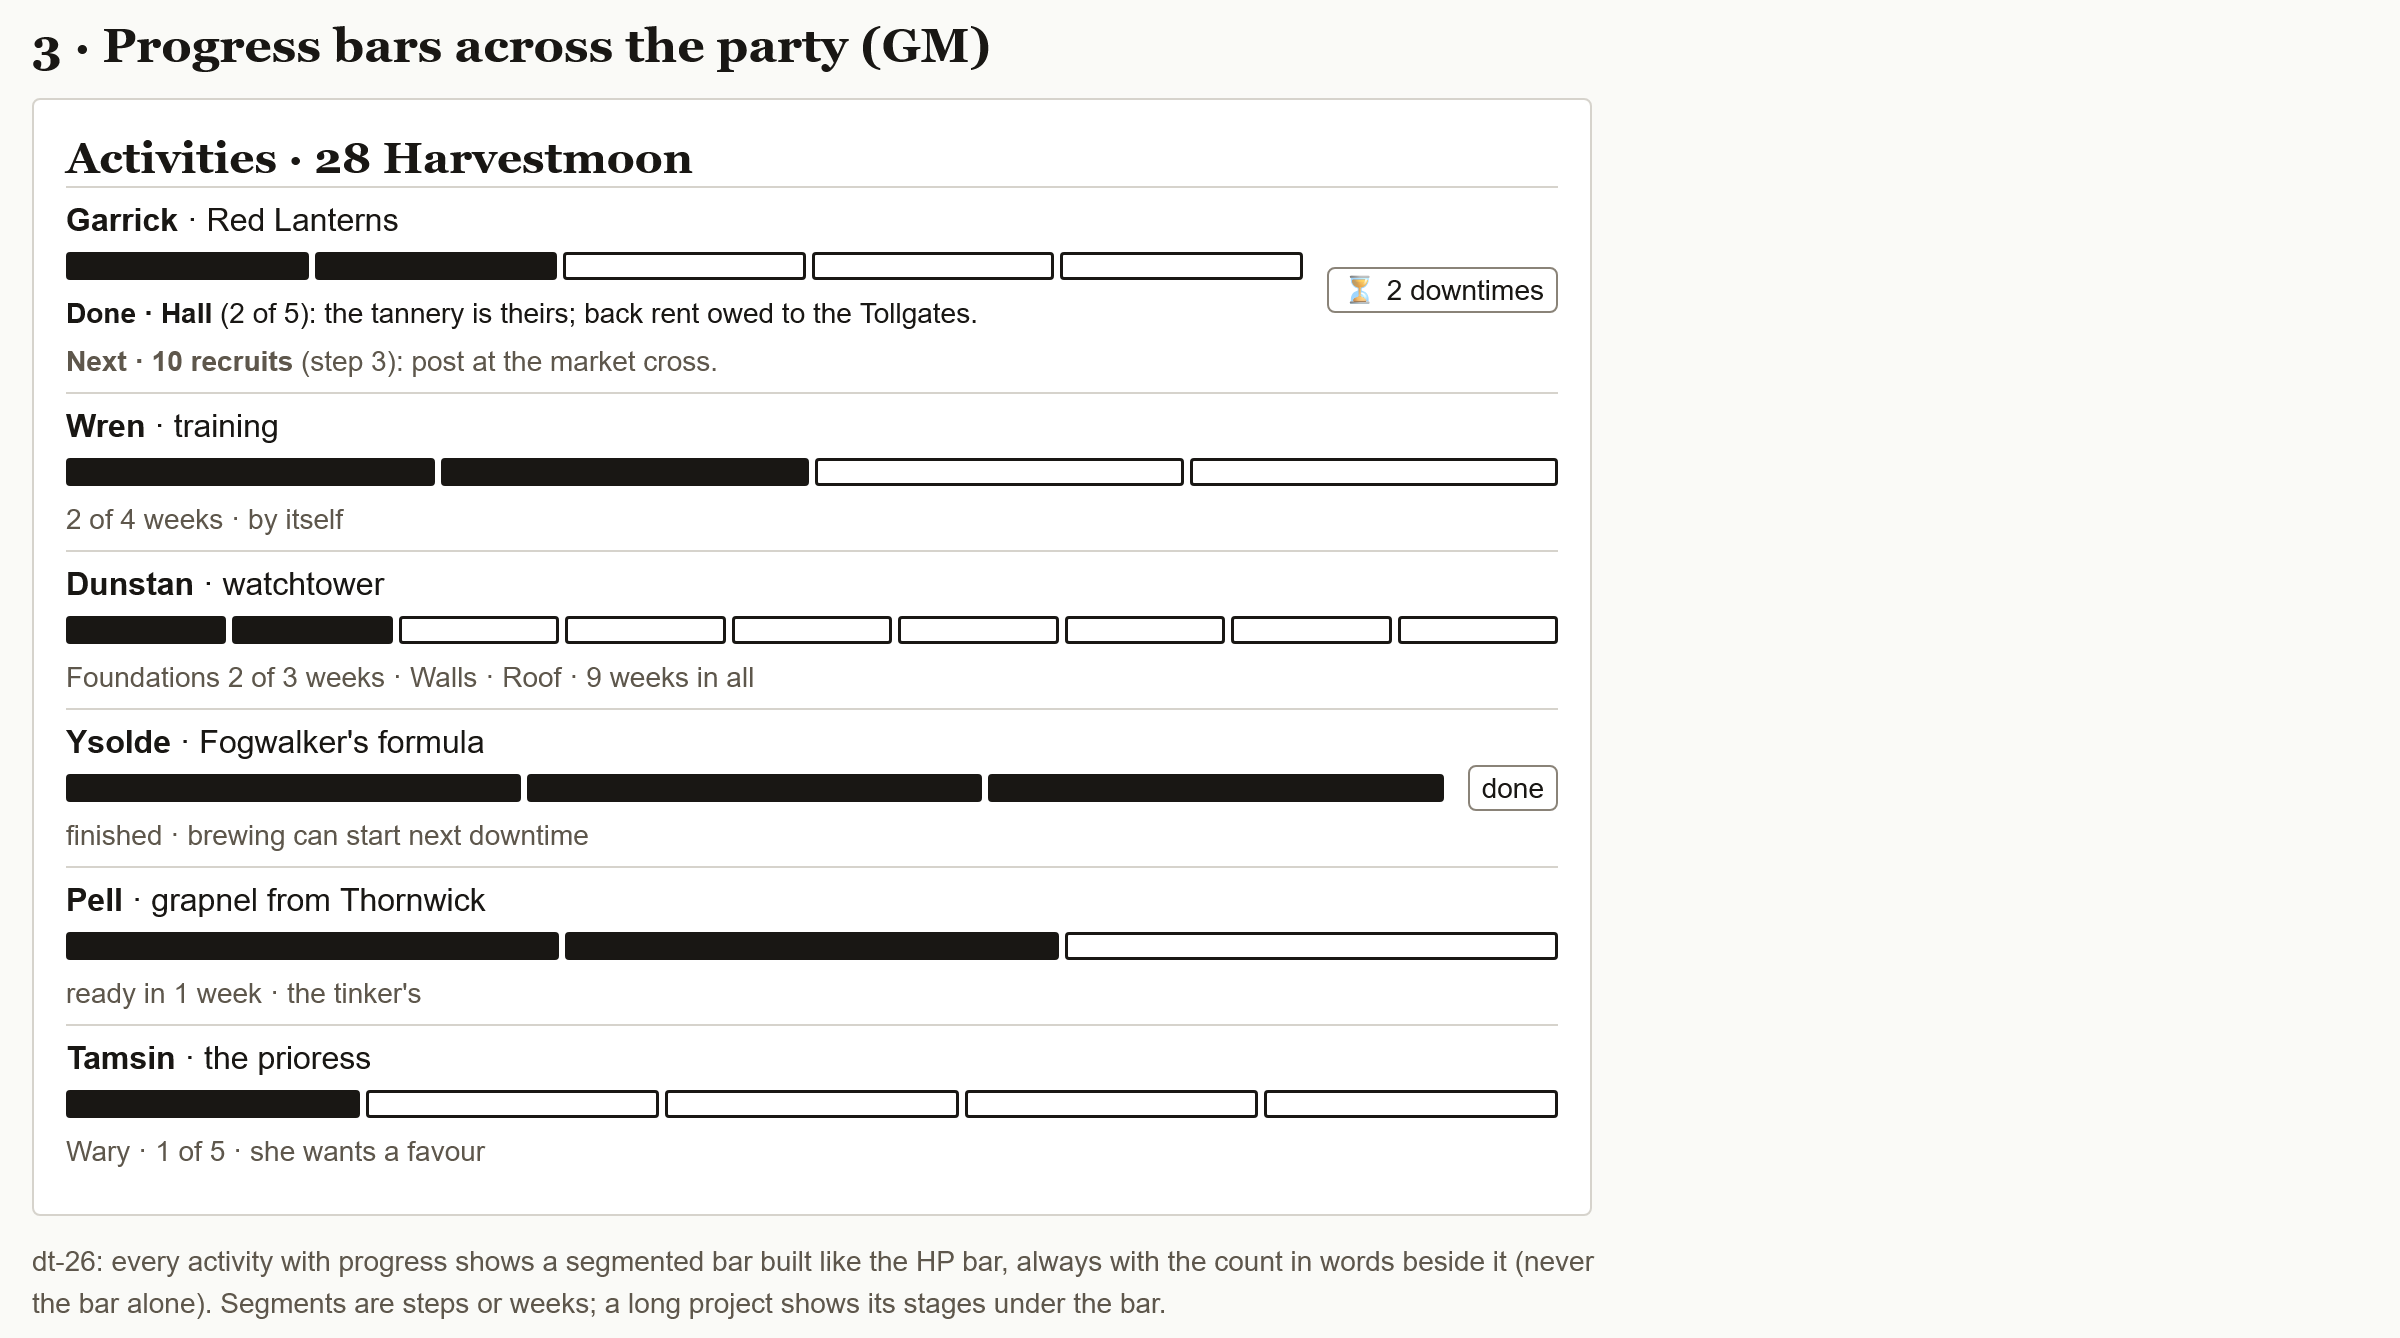 3 · Progress bars across the party (GM)
Activities · 28 Harvestmoon
Garrick · Red Lanterns
⏳ 2 downtimes
Done · Hall (2 of 5): the tannery is theirs; back rent owed to the Tollgates.
Next · 10 recruits (step 3): post at the market cross.
Wren · training
2 of 4 weeks · by itself
Dunstan · watchtower
Foundations 2 of 3 weeks · Walls · Roof · 9 weeks in all
Ysolde · Fogwalker's formula
done
finished · brewing can start next downtime
Pell · grapnel from Thornwick
ready in 1 week · the tinker's
Tamsin · the prioress
Wary · 1 of 5 · she wants a favour
dt-26: every activity with progress shows a segmented bar built like the HP bar, always with the count in words beside it (never
the bar alone). Segments are steps or weeks; a long project shows its stages under the bar.